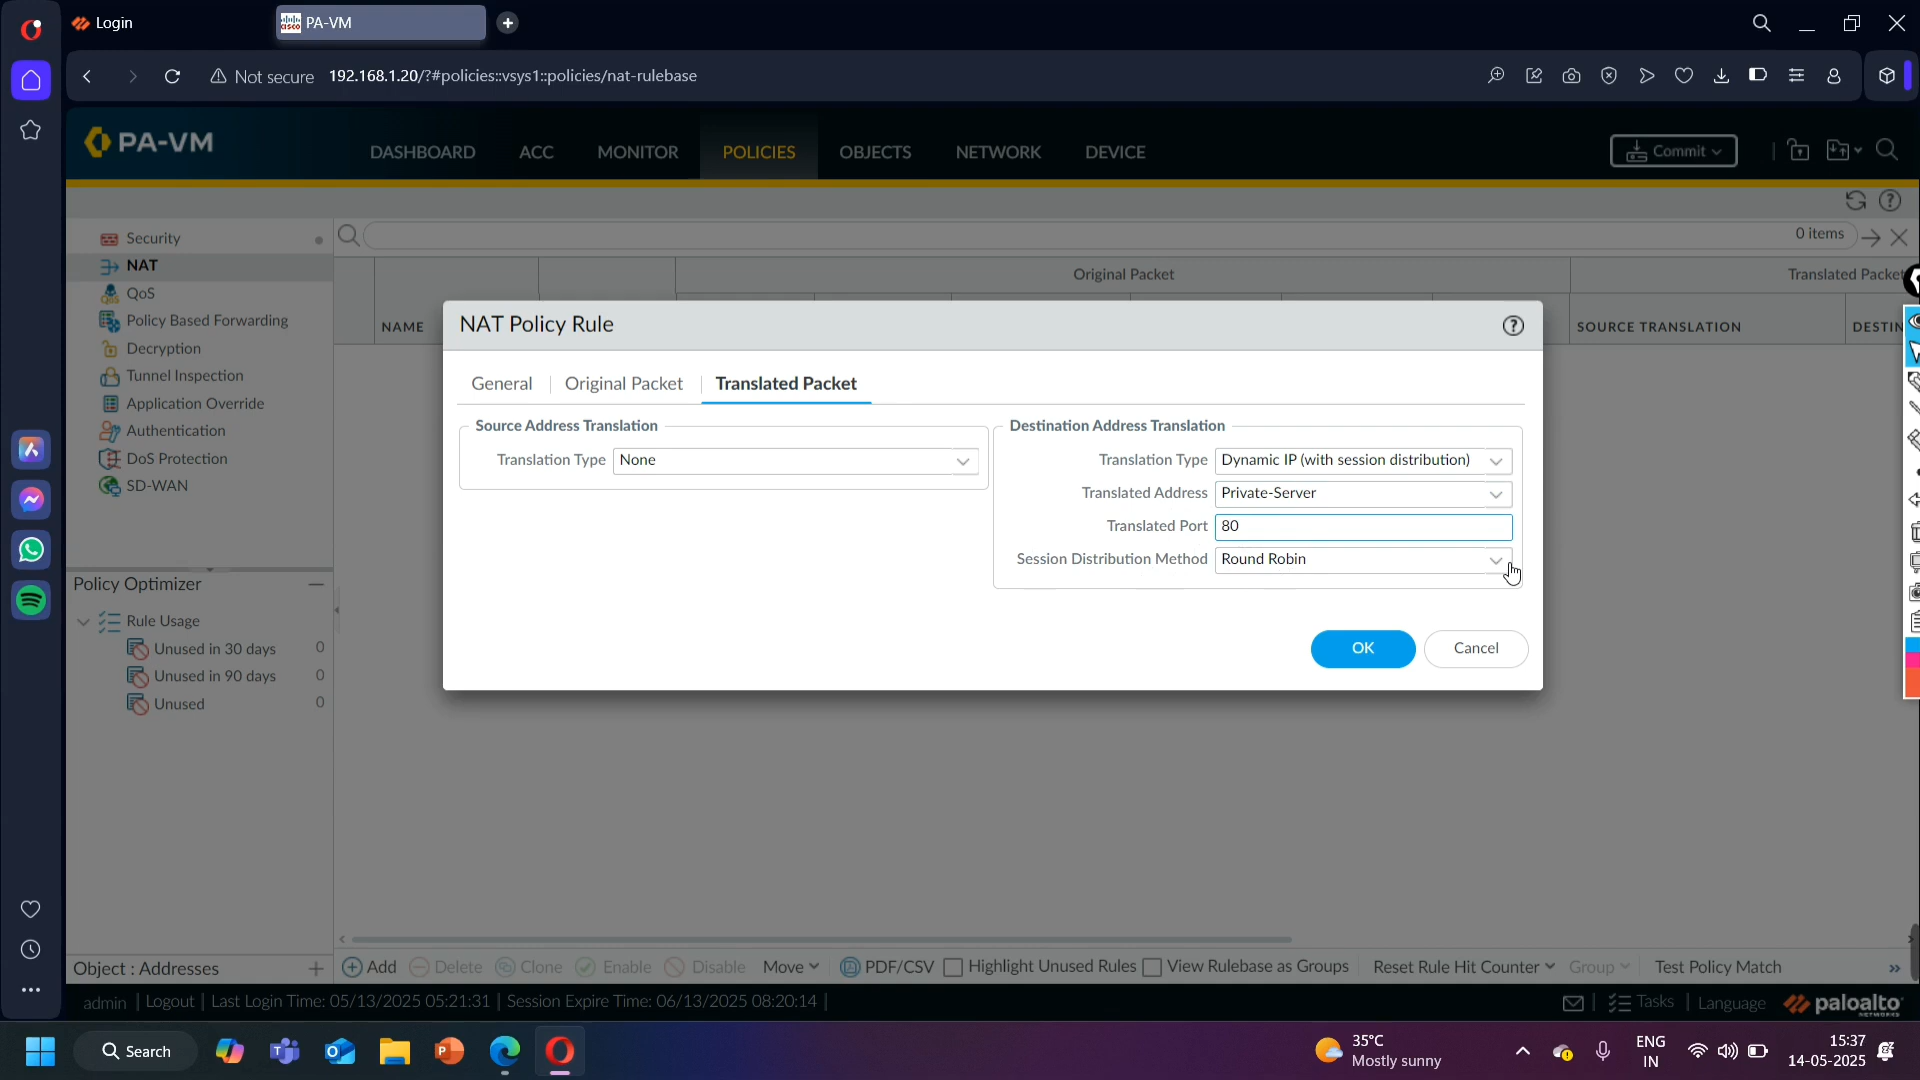 Login
PA-VM
Not secure 192.168.1.20/?#policies::vsys1::policies/nat-rulebase
PA-VM
DASHBOARD ACC MONITOR POLICIES OBJECTS NETWORK DEVICE
Commit
Security
NAT
QoS
Policy Based Forwarding
Decryption
Tunnel Inspection
Application Override
Authentication
DoS Protection
SD-WAN
0 items
Original Packet
Translated Packet
NAME
SOURCE TRANSLATION
DESTIN
NAT Policy Rule
General Original Packet Translated Packet
Source Address Translation
Translation Type None
Destination Address Translation
Translation Type Dynamic IP (with session distribution)
Translated Address Private-Server
Translated Port 80
Session Distribution Method Round Robin
OK Cancel
Policy Optimizer
Rule Usage
Unused in 30 days 0
Unused in 90 days 0
Unused 0
Object : Addresses
Add Delete Clone Enable Disable Move PDF/CSV Highlight Unused Rules View Rulebase as Groups Reset Rule Hit Counter Group Test Policy Match
admin | Logout | Last Login Time: 05/13/2025 05:21:31 | Session Expire Time: 06/13/2025 08:20:14 |
Tasks | Language paloalto
NETWORKS
Search
35°C
Mostly sunny
ENG
IN
15:37
14-05-2025